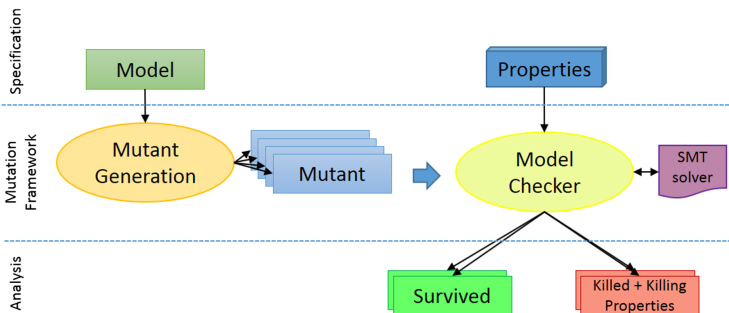 Specification
Model
Properties
Mutation
Framework
Mutant
Generation
Mutant
Model
Checker
SMT
solver
Analysis
Survived
Killed + Killing
Properties